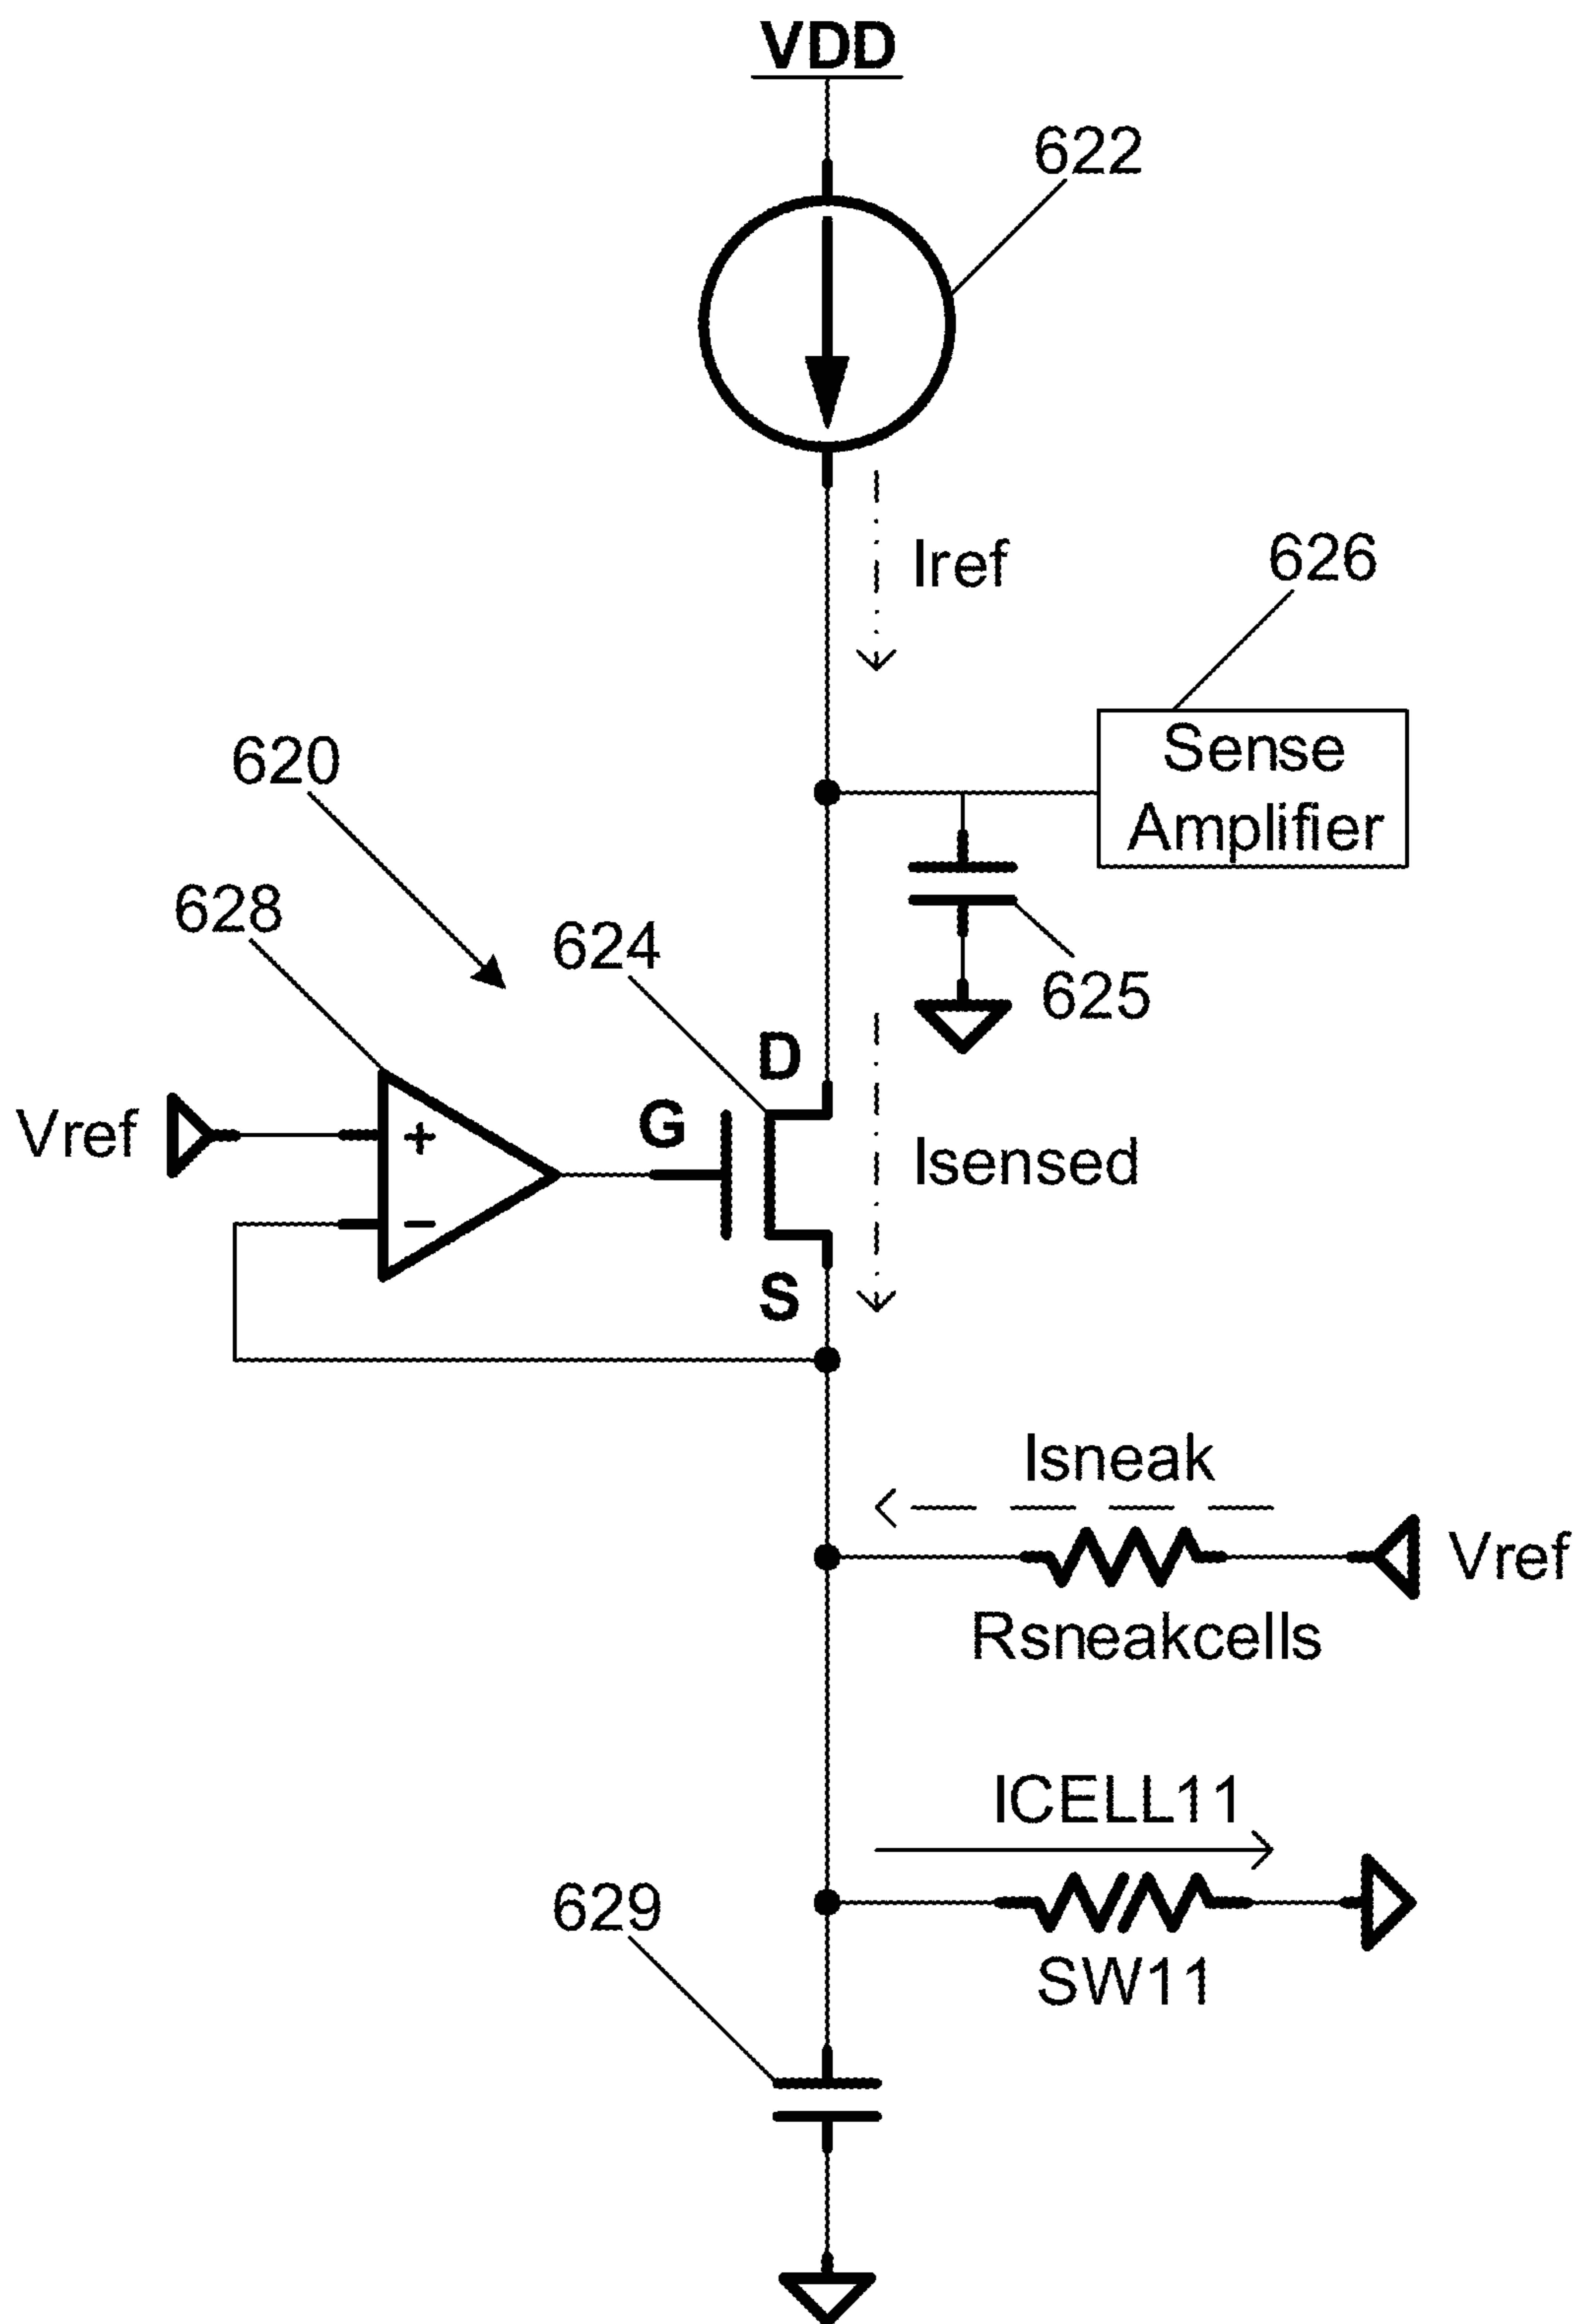 VDD
622
Iref
626
Sense
Amplifier
620
628
624
625
D
G
Vref
+
−
Isensed
S
Isneak
Vref
Rsneakcells
ICELL11
629
SW11